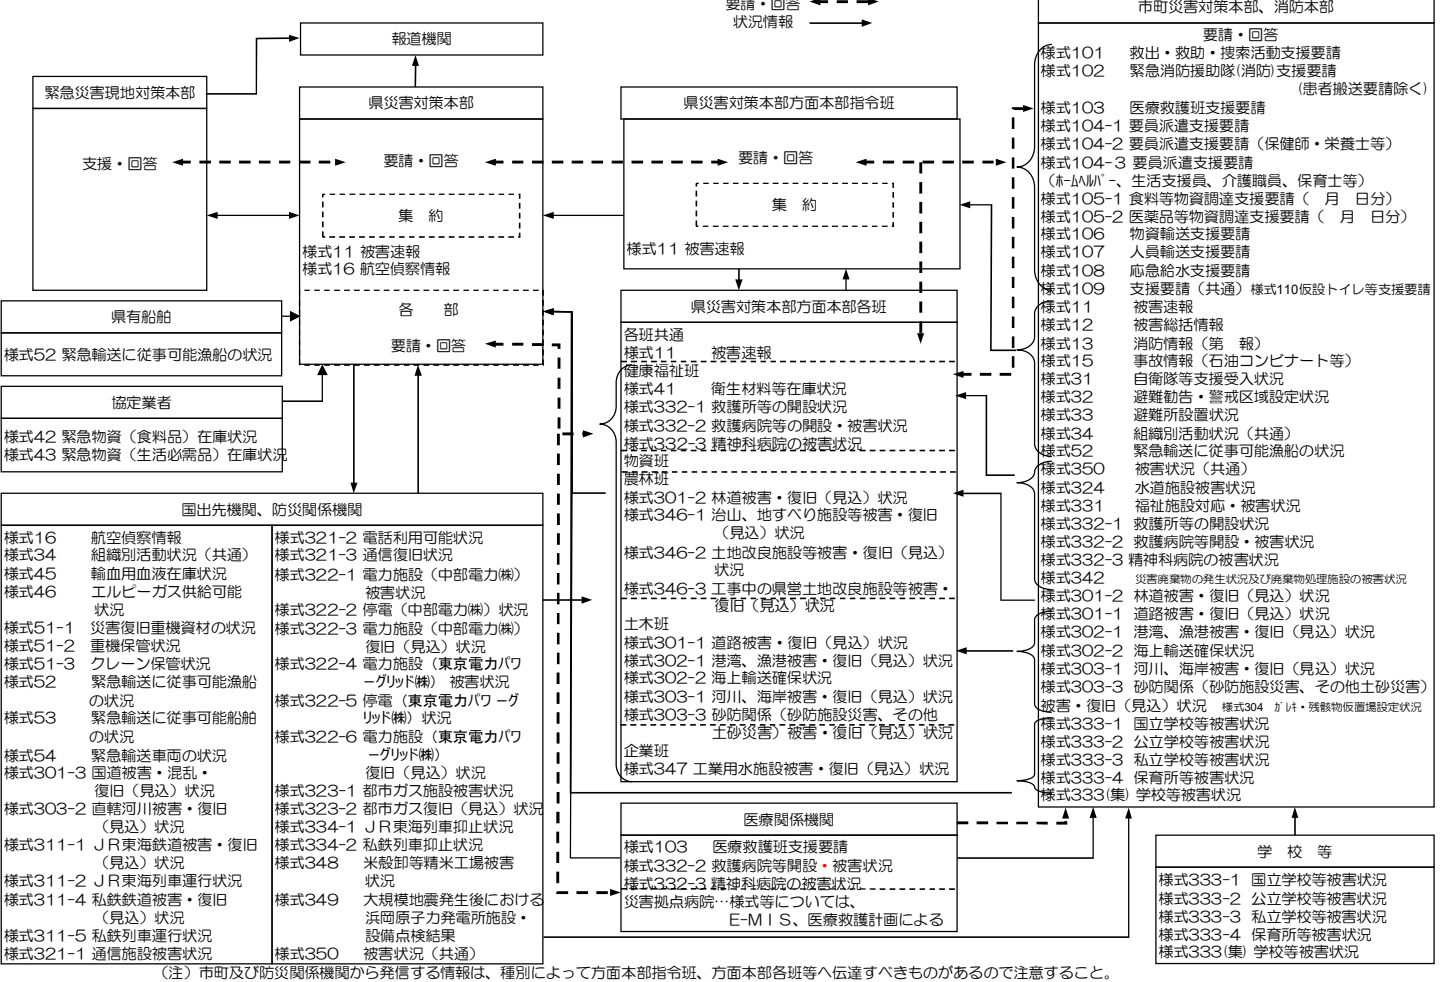 要請・回答
状況情報
報道機関
緊急災害現地対策本部
支援・回答
県災害対策本部
要請・回答
集　約
様式11 被害速報
様式16 航空偵察情報
各　　部
要請・回答
県災害対策本部方面本部指令班
要請・回答
集　約
様式11 被害速報
県有船舶
様式52 緊急輸送に従事可能漁船の状況
協定業者
様式42 緊急物資（食料品）在庫状況
様式43 緊急物資（生活必需品）在庫状況
国出先機関、防災関係機関
様式16　航空偵察情報
様式34　組織別活動状況（共通）
様式45　輸血用血液在庫状況
様式46　エルピーガス供給可能
状況
様式51-1　災害復旧重機資材の状況
様式51-2　重機保管状況
様式51-3　クレーン保管状況
様式52　緊急輸送に従事可能漁船
の状況
様式53　緊急輸送に従事可能船舶
の状況
様式54　緊急輸送車両の状況
様式301-3 国道被害・混乱・
復旧（見込）状況
様式303-2 直轄河川被害・復旧
（見込）状況
様式311-1 ＪＲ東海鉄道被害・復旧
（見込）状況
様式311-2 ＪＲ東海列車運行状況
様式311-4 私鉄鉄道被害・復旧
（見込）状況
様式311-5 私鉄列車運行状況
様式321-1 通信施設被害状況
様式321-2 電話利用可能状況
様式321-3 通信復旧状況
様式322-1 電力施設（中部電力㈱）
被害状況
様式322-2 停電（中部電力㈱）状況
様式322-3 電力施設（中部電力㈱）
復旧（見込）状況
様式322-4 電力施設（東京電力パワ
ーグリッド㈱） 被害状況
様式322-5 停電（東京電力パワ ーグ
リッド㈱）状況
様式322-6 電力施設（東京電力パワ
ーグリッド㈱）
復旧（見込）状況
様式323-1 都市ガス施設被害状況
様式323-2 都市ガス復旧（見込）状況
様式334-1 ＪＲ東海列車抑止状況
様式334-2 私鉄列車抑止状況
様式348　米殻卸等精米工場被害
状況
様式349　大規模地震発生後における
浜岡原子力発電所施設・
設備点検結果
様式350　被害状況（共通）
県災害対策本部方面本部各班
各班共通
様式11　被害速報
健康福祉班
様式41　衛生材料等在庫状況
様式332-1 救護所等の開設状況
様式332-2 救護病院等の開設・被害状況
様式332-3 精神科病院の被害状況
物資班
農林班
様式301-2 林道被害・復旧（見込）状況
様式346-1 治山、地すべり施設等被害・復旧
（見込）状況
様式346-2 土地改良施設等被害・復旧（見込）
状況
様式346-3 工事中の県営土地改良施設等被害・
復旧（見込）状況
土木班
様式301-1 道路被害・復旧（見込）状況
様式302-1 港湾、漁港被害・復旧（見込）状況
様式302-2 海上輸送確保状況
様式303-1 河川、海岸被害・復旧（見込）状況
様式303-3 砂防関係（砂防施設災害、その他
土砂災害）被害・復旧（見込）状況
企業班
様式347 工業用水施設被害・復旧（見込）状況
医療関係機関
様式103　医療救護班支援要請
様式332-2 救護病院等開設・被害状況
様式332-3 精神科病院の被害状況
災害拠点病院…様式等については、
E-ＭＩＳ、医療救護計画による
市町災害対策本部、消防本部
要請・回答
様式101　救出・救助・捜索活動支援要請
様式102　緊急消防援助隊(消防)支援要請
(患者搬送要請除く)
様式103　医療救護班支援要請
様式104-1 要員派遣支援要請
様式104-2 要員派遣支援要請（保健師・栄養士等）
様式104-3 要員派遣支援要請
（ﾎｰﾑﾍﾙﾊﾟｰ、生活支援員、介護職員、保育士等）
様式105-1 食料等物資調達支援要請（　月　日分）
様式105-2 医薬品等物資調達支援要請（　月　日分）
様式106　物資輸送支援要請
様式107　人員輸送支援要請
様式108　応急給水支援要請
様式109　支援要請（共通）様式110仮設トイレ等支援要請
様式11　被害速報
様式12　被害総括情報
様式13　消防情報（第　報）
様式15　事故情報（石油コンビナート等）
様式31　自衛隊等支援受入状況
様式32　避難勧告・警戒区域設定状況
様式33　避難所設置状況
様式34　組織別活動状況（共通）
様式52　緊急輸送に従事可能漁船の状況
様式350　被害状況（共通）
様式324　水道施設被害状況
様式331　福祉施設対応・被害状況
様式332-1 救護所等の開設状況
様式332-2 救護病院等開設・被害状況
様式332-3 精神科病院の被害状況
様式342　災害廃棄物の発生状況及び廃棄物処理施設の被害状況
様式301-2 林道被害・復旧（見込）状況
様式301-1 道路被害・復旧（見込）状況
様式302-1 港湾、漁港被害・復旧（見込）状況
様式302-2 海上輸送確保状況
様式303-1 河川、海岸被害・復旧（見込）状況
様式303-3 砂防関係（砂防施設災害、その他土砂災害）
被害・復旧（見込）状況　様式304 ｶﾞﾚｷ・残骸物仮置場設定状況
様式333-1 国立学校等被害状況
様式333-2 公立学校等被害状況
様式333-3 私立学校等被害状況
様式333-4 保育所等被害状況
様式333(集) 学校等被害状況
学　校　等
様式333-1 国立学校等被害状況
様式333-2 公立学校等被害状況
様式333-3 私立学校等被害状況
様式333-4 保育所等被害状況
様式333(集) 学校等被害状況
（注）市町及び防災関係機関から発信する情報は、種別によって方面本部指令班、方面本部各班等へ伝達すべきものがあるので注意すること。